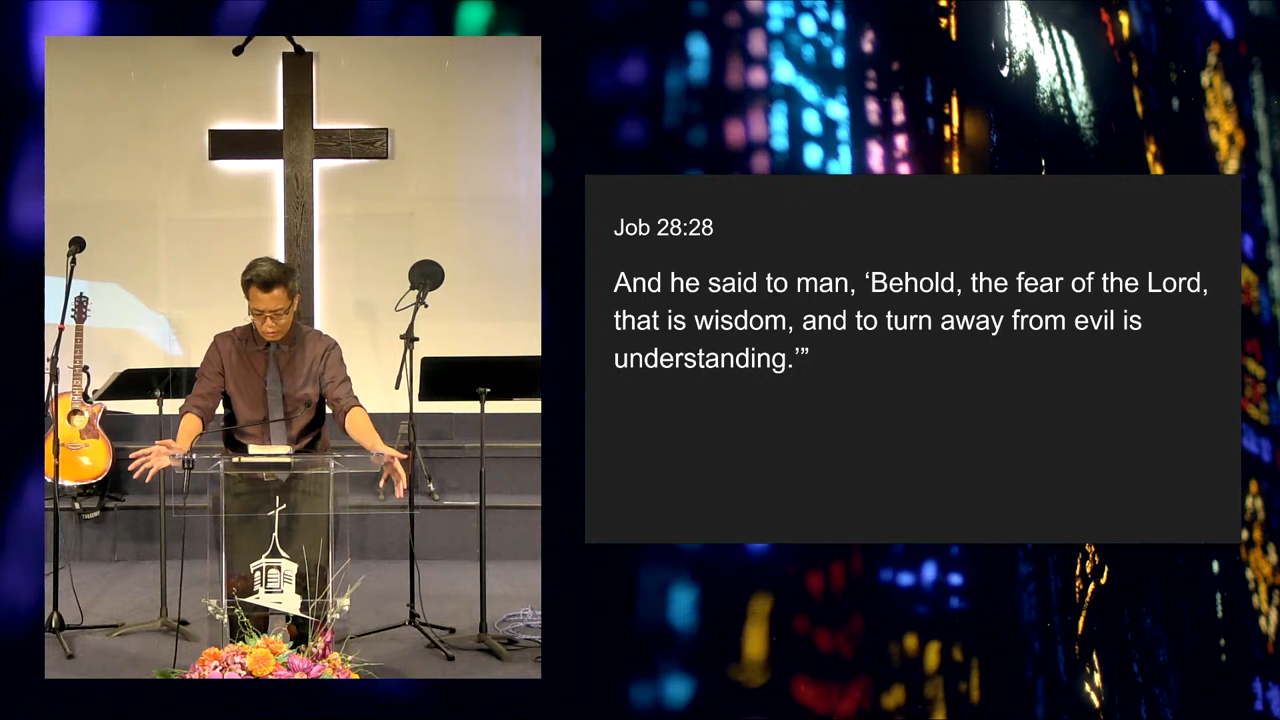 Job 28:28
And he said to man, ‘Behold, the fear of the Lord,
that is wisdom, and to turn away from evil is
understanding.’”